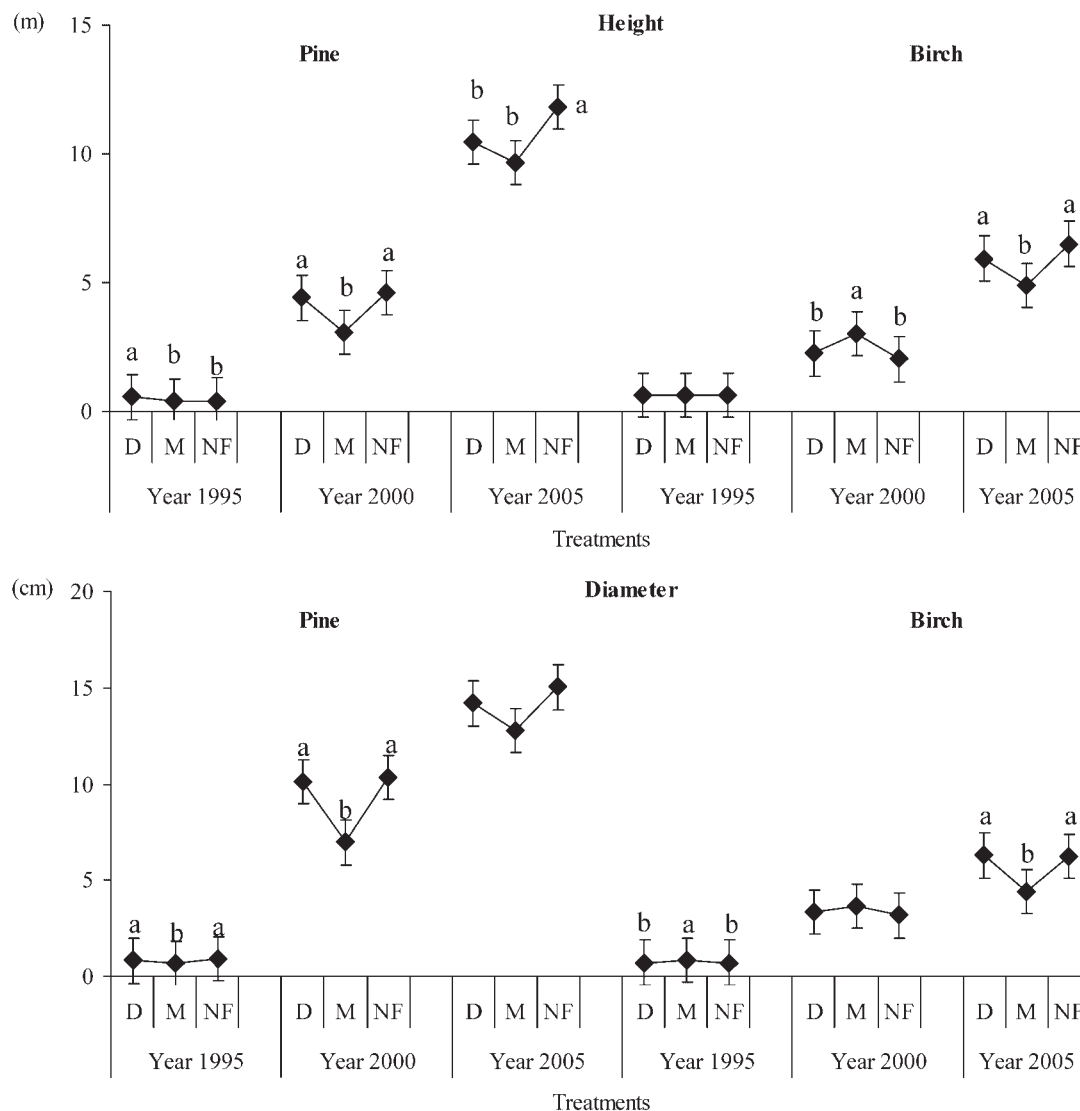 (m) 15 Height
Pine Birch
b b a
10
a b a
a b a
5
b a b
a b b
0
D M NF D M NF D M NF D M NF D M NF D M NF
Year 1995 Year 2000 Year 2005 Year 1995 Year 2000 Year 2005
Treatments
(cm) 20 Diameter
Pine Birch
15
a b a
10
a b a
5
a b a b a b
0
D M NF D M NF D M NF D M NF D M NF D M NF
Year 1995 Year 2000 Year 2005 Year 1995 Year 2000 Year 2005
Treatments